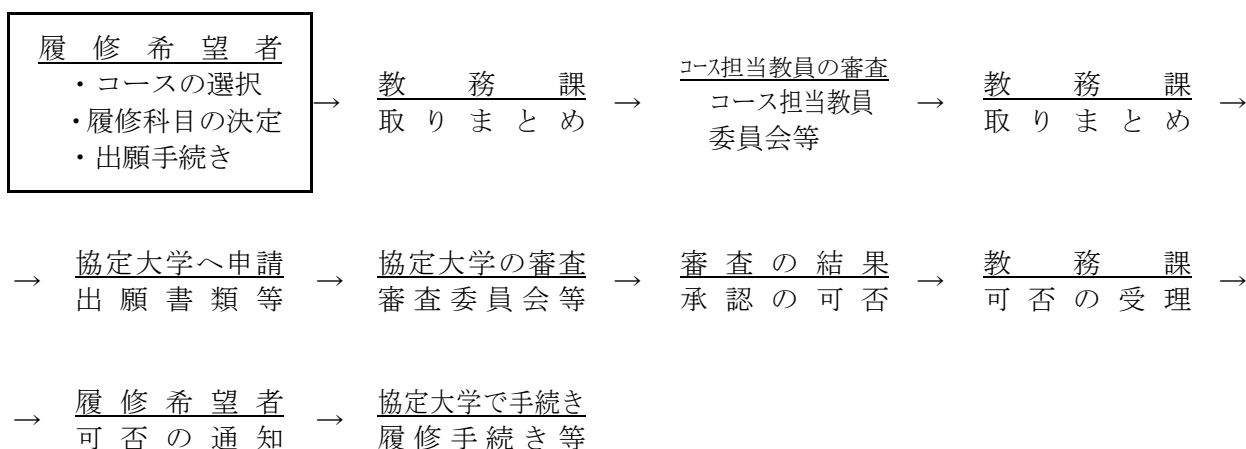 履修希望者
・コースの選択
・履修科目の決定
・出願手続き
→
教務課
取りまとめ
→
コース担当教員の審査
コース担当教員
委員会等
→
教務課
取りまとめ
→
→
協定大学へ申請
出願書類等
→
協定大学の審査
審査委員会等
→
審査の結果
承認の可否
→
教務課
可否の受理
→
→
履修希望者
可否の通知
→
協定大学で手続き
履修手続き等